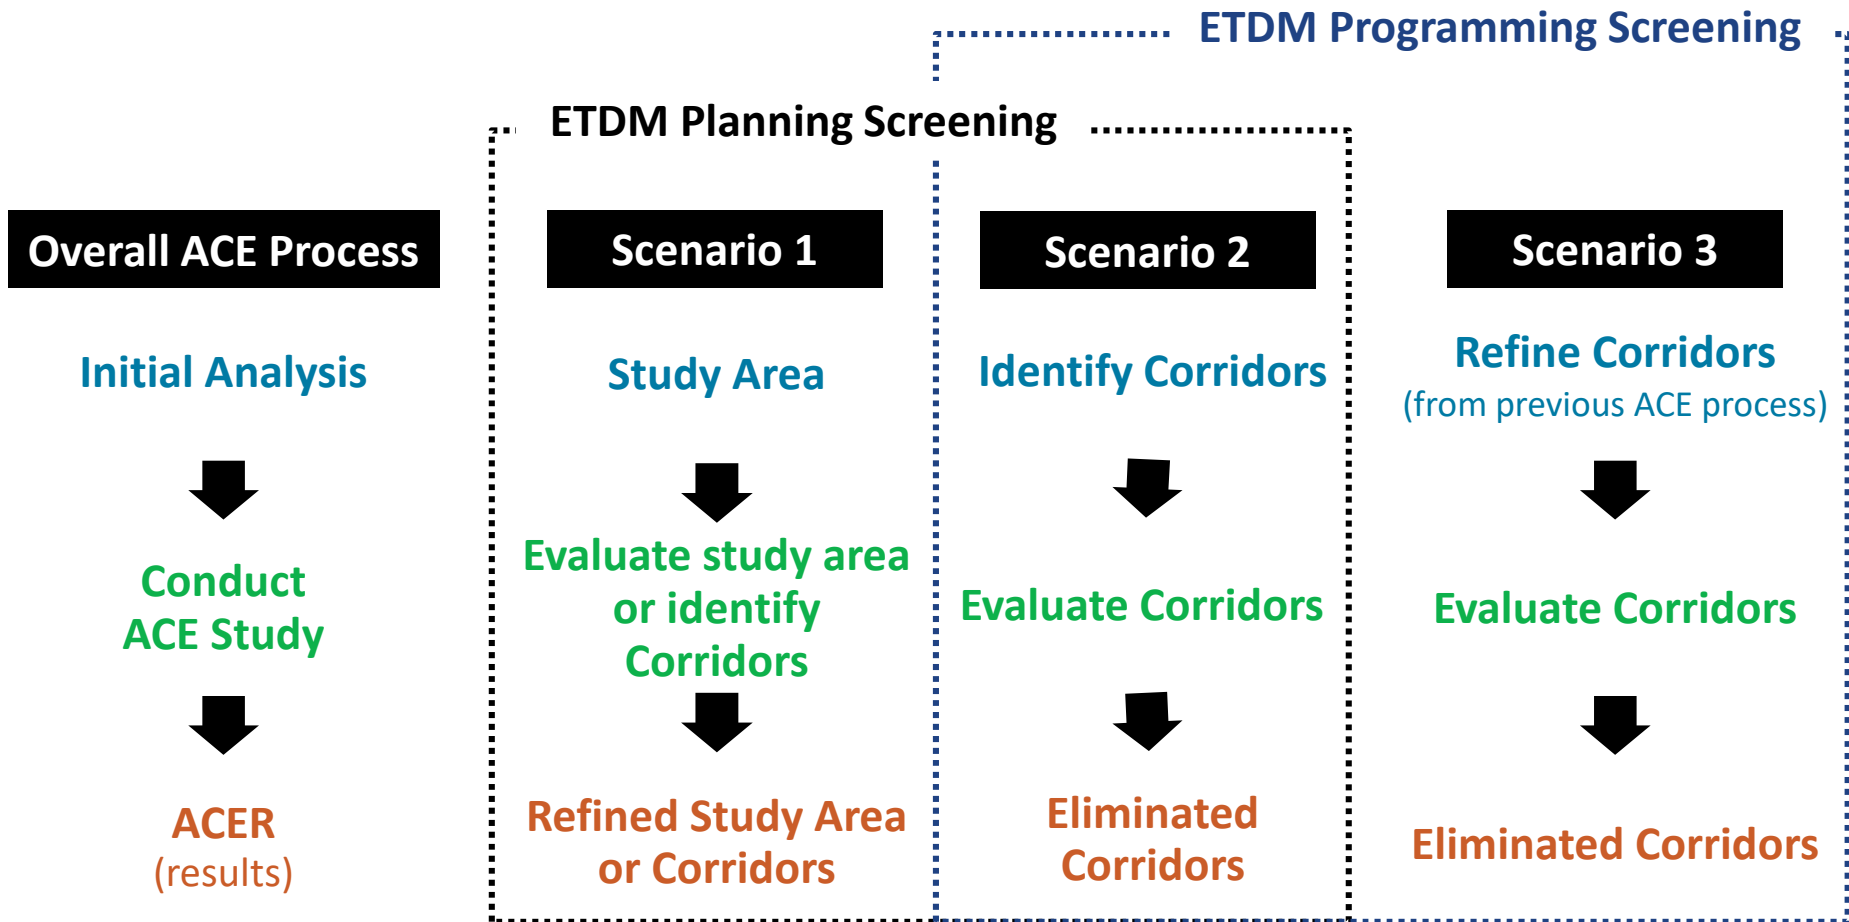 ETDM Programming Screening
ETDM Planning Screening
Overall ACE Process
Initial Analysis
Conduct
ACE Study
ACER
(results)
Scenario 1
Study Area
Evaluate study area
or identify
Corridors
Refined Study Area
or Corridors
Scenario 2
Identify Corridors
Evaluate Corridors
Eliminated
Corridors
Scenario 3
Refine Corridors
(from previous ACE process)
Evaluate Corridors
Eliminated Corridors